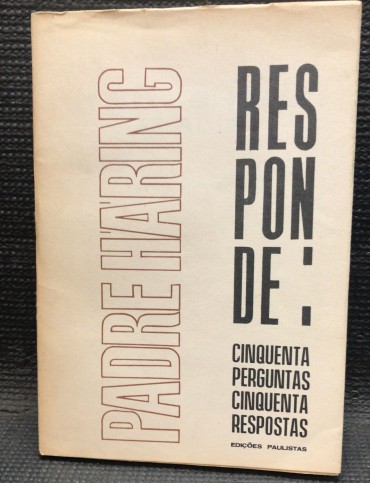 PADRE HÄRING
RES
PON
DE:
CINQUENTA
PERGUNTAS
CINQUENTA
RESPOSTAS
EDIÇÕES PAULISTAS